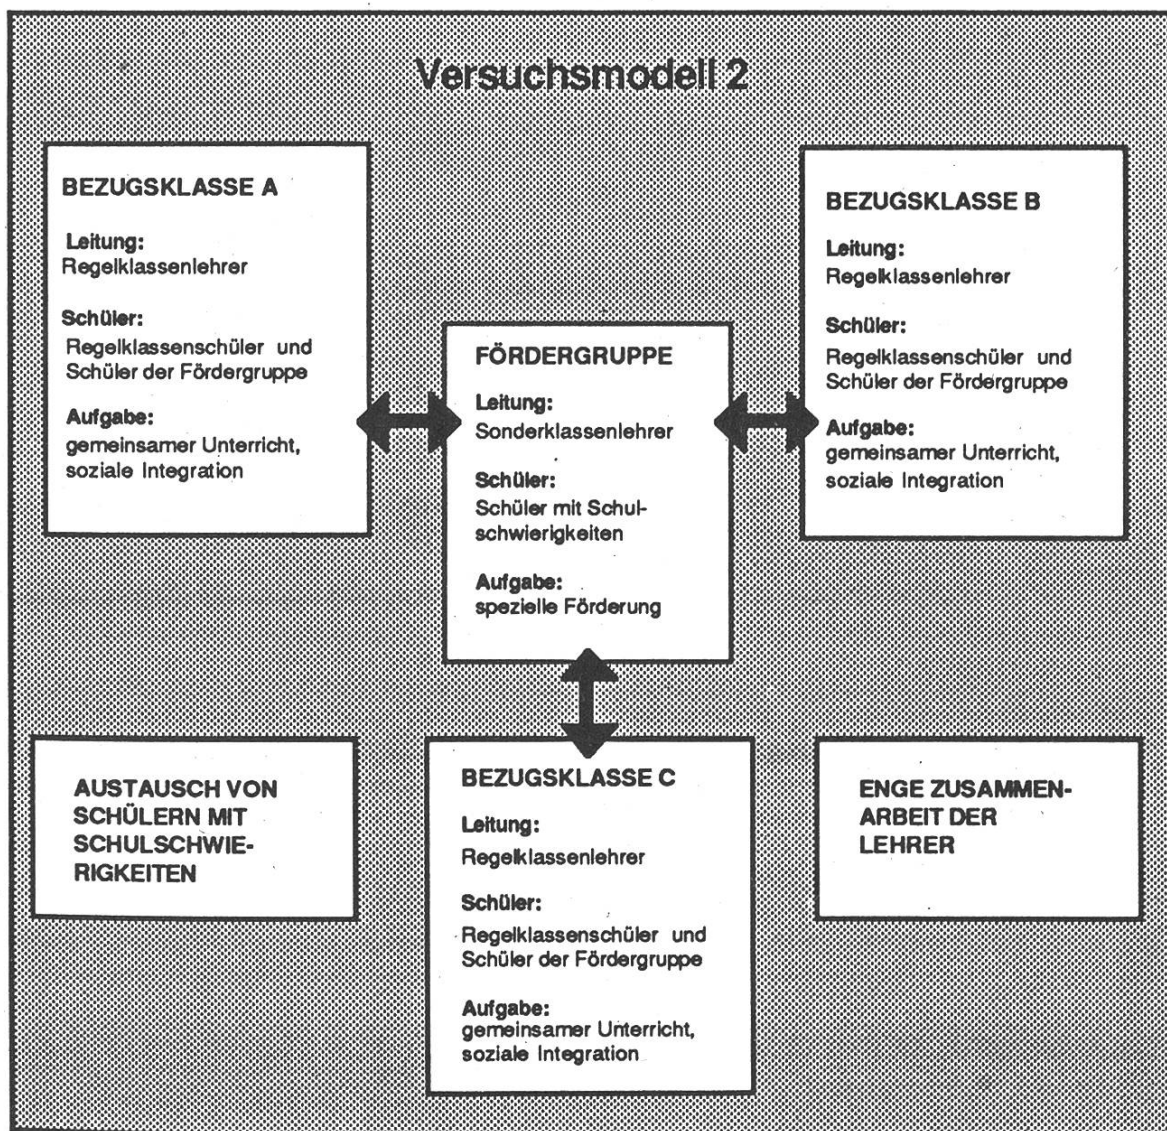 Versuchsmodell 2
BEZUGSKLASSE A
Leitung:
Regelklassenlehrer
Schüler:
Regelklassenschüler und
Schüler der Fördergruppe
Aufgabe:
gemeinsamer Unterricht,
soziale Integration
BEZUGSKLASSE B
Leitung:
Regelklassenlehrer
Schüler:
Regelklassenschüler und
Schüler der Fördergruppe
Aufgabe:
gemeinsamer Unterricht,
soziale Integration
FÖRDERGRUPPE
Leitung:
Sonderklassenlehrer
Schüler:
Schüler mit Schul-
schwierigkeiten
Aufgabe:
spezielle Förderung
AUSTAUSCH VON
SCHÜLERN MIT
SCHULSCHWIE-
RIGKEITEN
BEZUGSKLASSE C
Leitung:
Regelklassenlehrer
Schüler:
Regelklassenschüler und
Schüler der Fördergruppe
Aufgabe:
gemeinsamer Unterricht,
soziale Integration
ENGE ZUSAMMEN-
ARBEIT DER
LEHRER